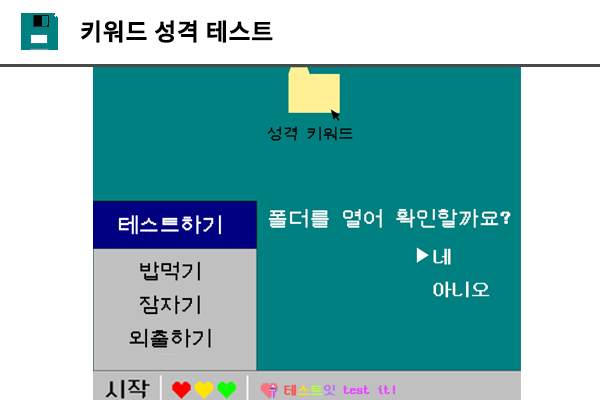 키워드 성격 테스트
성격 키워드
테스트하기
폴더를 열어 확인할까요?
▶네
아니오
밥먹기
잠자기
외출하기
시작
테스트잇 test it!